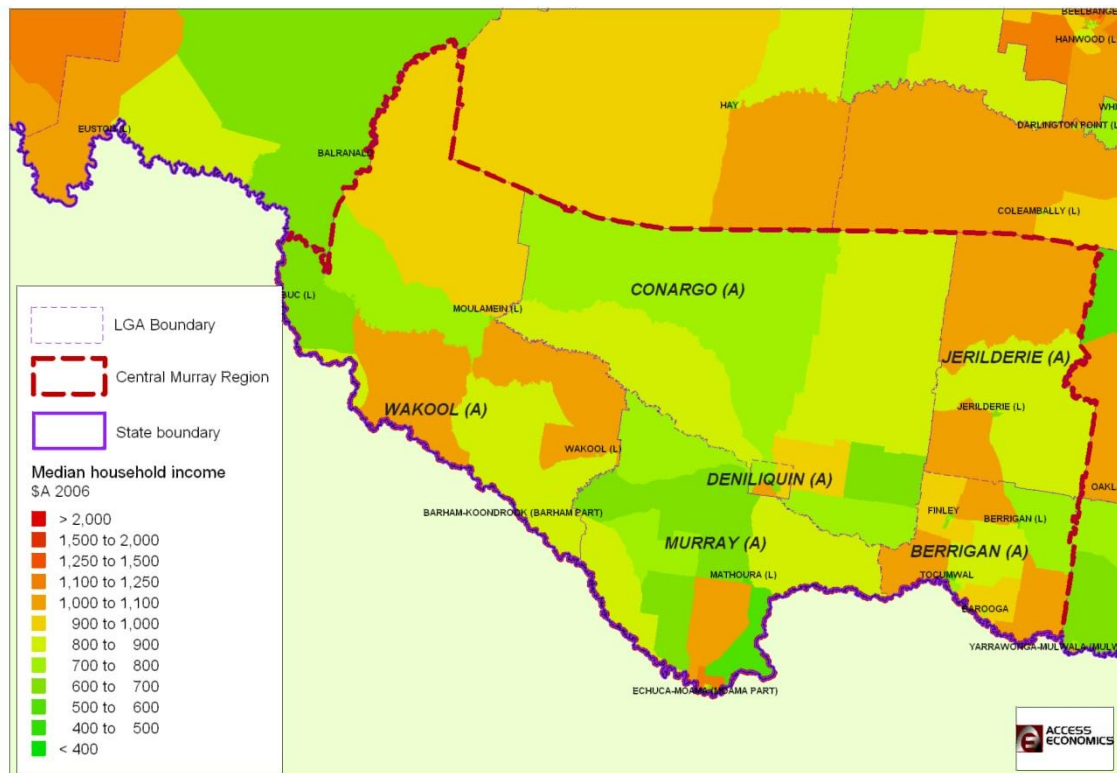 BEELBANGE
HANWOOD (L
HAY
WHI
DARLINGTON POINT (L
EUSTON (L)
BALRANALD
COLEAMBALLY (L)
CONARGO (A)
BUC (L)
MOULAMEIN (L)
JERILDERIE (A)
WAKOOL (A)
JERILDERIE (L)
WAKOOL (L)
DENILIQUIN (A)
OAKL
BARHAM-KOONDROOK (BARHAM PART)
FINLEY
BERRIGAN (L)
MURRAY (A)
BERRIGAN (A)
MATHOURA (L)
TOCUMWAL
BAROOGA
YARRAWONGA-MULWALA (MULW
ECHUCA-MOAMA (MOAMA PART)
LGA Boundary
Central Murray Region
State boundary
Median household income
$A 2006
> 2,000
1,500 to 2,000
1,250 to 1,500
1,100 to 1,250
1,000 to 1,100
900 to 1,000
800 to 900
700 to 800
600 to 700
500 to 600
400 to 500
< 400
ACCESS
ECONOMICS